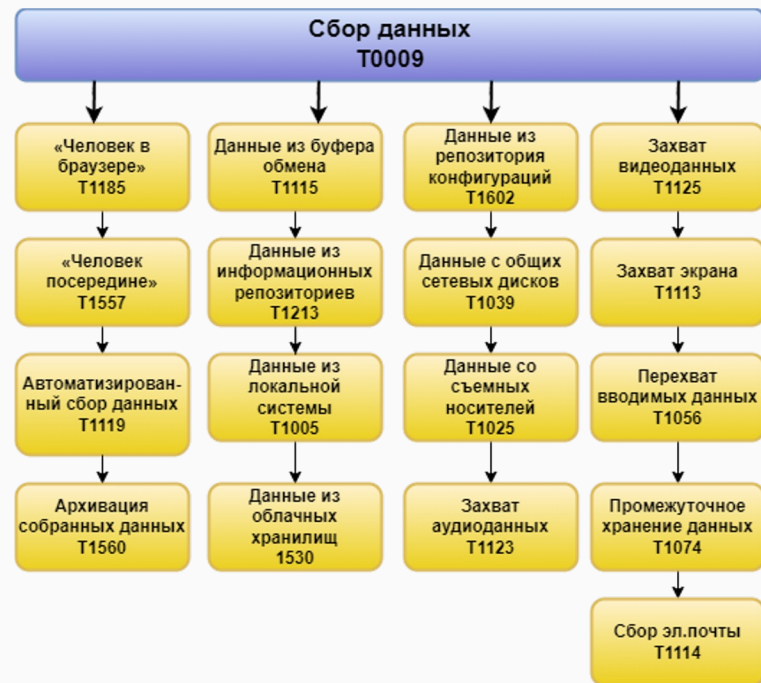 Сбор данных
T0009
«Человек в
браузере»
T1185
«Человек
посередине»
T1557
Автоматизирован-
ный сбор данных
T1119
Архивация
собранных данных
T1560
Данные из буфера
обмена
T1115
Данные из
информационных
репозиториев
T1213
Данные из
локальной
системы
T1005
Данные из
облачных
хранилищ
1530
Данные из
репозитория
конфигураций
T1602
Данные с общих
сетевых дисков
T1039
Данные со
съемных
носителей
T1025
Захват
аудиоданных
T1123
Захват
видеоданных
T1125
Захват экрана
T1113
Перехват
вводимых данных
T1056
Промежуточное
хранение данных
T1074
Сбор эл.почты
T1114